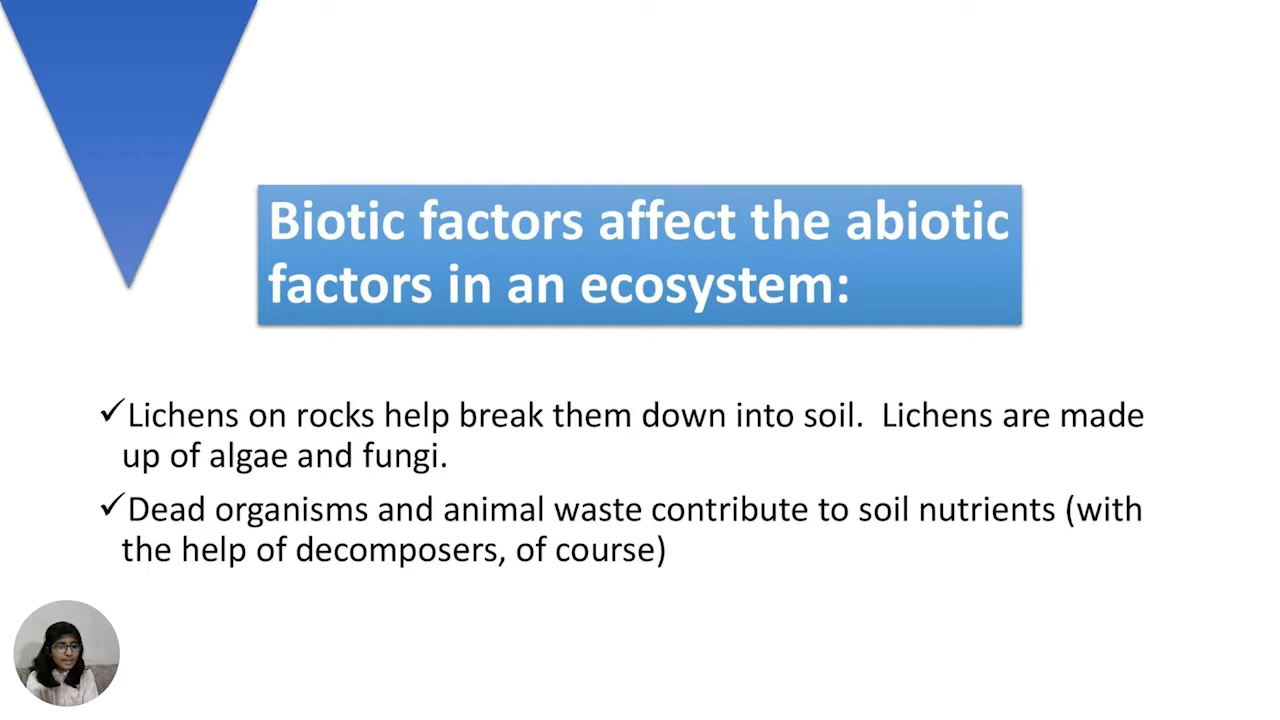 Biotic factors affect the abiotic
factors in an ecosystem:
✓Lichens on rocks help break them down into soil.  Lichens are made
up of algae and fungi.
✓Dead organisms and animal waste contribute to soil nutrients (with
the help of decomposers, of course)